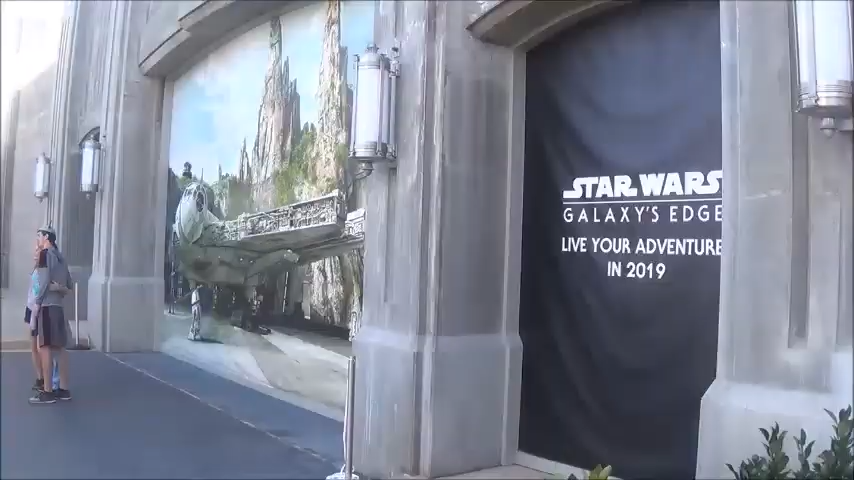 STAR WARS
GALAXY'S EDGE
LIVE YOUR ADVENTURE
IN 2019